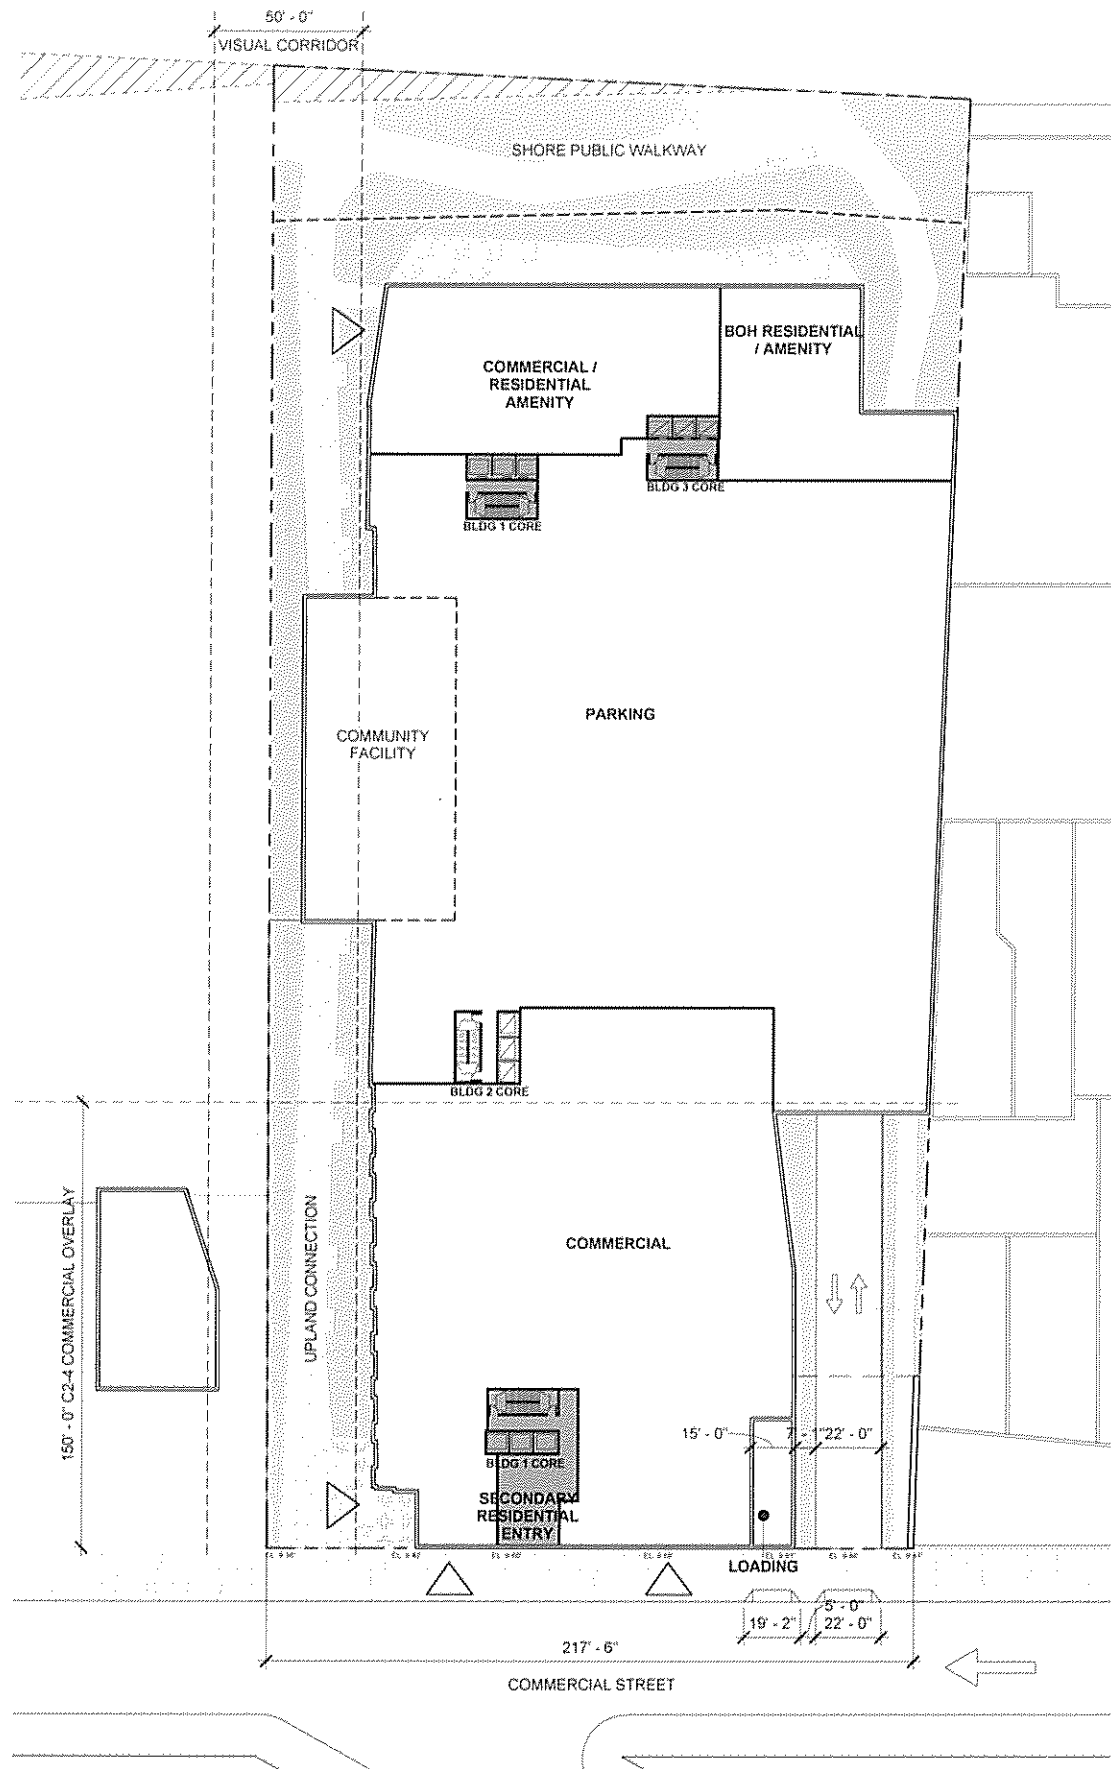 50' - 0"
VISUAL CORRIDOR
SHORE PUBLIC WALKWAY
BOH RESIDENTIAL
/ AMENITY
COMMERCIAL /
RESIDENTIAL
AMENITY
BLDG 3 CORE
BLDG 1 CORE
PARKING
COMMUNITY
FACILITY
BLDG 2 CORE
150' - 0" C2-4 COMMERCIAL OVERLAY
UPLAND CONNECTION
COMMERCIAL
15' - 0"
22' - 0"
BLDG 1 CORE
SECONDARY
RESIDENTIAL
ENTRY
LOADING
5' - 0"
19' - 2"
22' - 0"
217' - 6"
COMMERCIAL STREET